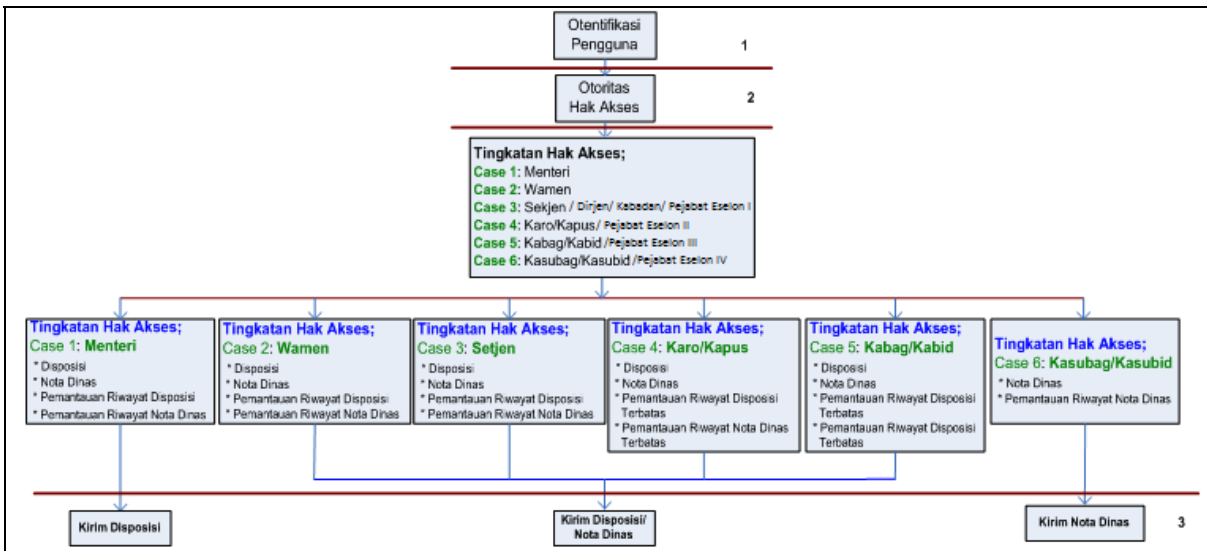 Otentifikasi
Pengguna
1
Otoritas
Hak Akses
2
Tingkatan Hak Akses;
Case 1: Menteri
Case 2: Wamen
Case 3: Sekjen / Dirjen/ Kabadan/ Pejabat Eselon I
Case 4: Karo/Kapus/ Pejabat Eselon II
Case 5: Kabag/Kabid /Pejabat Eselon III
Case 6: Kasubag/Kasubid /Pejabat Eselon IV
Tingkatan Hak Akses;
Case 1: Menteri
* Disposisi
* Nota Dinas
* Pemantauan Riwayat Disposisi
* Pemantauan Riwayat Nota Dinas
Tingkatan Hak Akses;
Case 2: Wamen
* Disposisi
* Nota Dinas
* Pemantauan Riwayat Disposisi
* Pemantauan Riwayat Nota Dinas
Tingkatan Hak Akses;
Case 3: Setjen
* Disposisi
* Nota Dinas
* Pemantauan Riwayat Disposisi
* Pemantauan Riwayat Nota Dinas
Tingkatan Hak Akses;
Case 4: Karo/Kapus
* Disposisi
* Nota Dinas
* Pemantauan Riwayat Disposisi
Terbatas
* Pemantauan Riwayat Nota Dinas
Terbatas
Tingkatan Hak Akses;
Case 5: Kabag/Kabid
* Disposisi
* Nota Dinas
* Pemantauan Riwayat Disposisi
Terbatas
* Pemantauan Riwayat Disposisi
Terbatas
Tingkatan Hak Akses;
Case 6: Kasubag/Kasubid
* Nota Dinas
* Pemantauan Riwayat Nota Dinas
Kirim Disposisi
Kirim Disposisi/
Nota Dinas
Kirim Nota Dinas
3